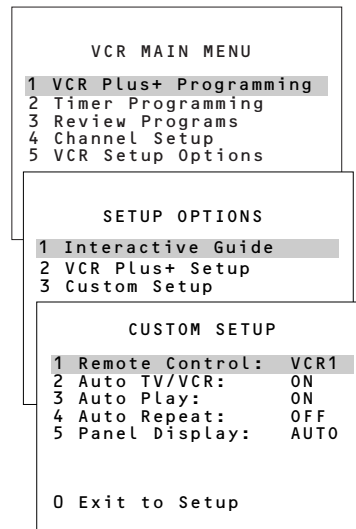 VCR MAIN MENU
1 VCR Plus+ Programming
2 Timer Programming
3 Review Programs
4 Channel Setup
5 VCR Setup Options
SETUP OPTIONS
1 Interactive Guide
2 VCR Plus+ Setup
3 Custom Setup
CUSTOM SETUP
1 Remote Control: VCR1
2 Auto TV/VCR: ON
3 Auto Play: ON
4 Auto Repeat: OFF
5 Panel Display: AUTO
0 Exit to Setup